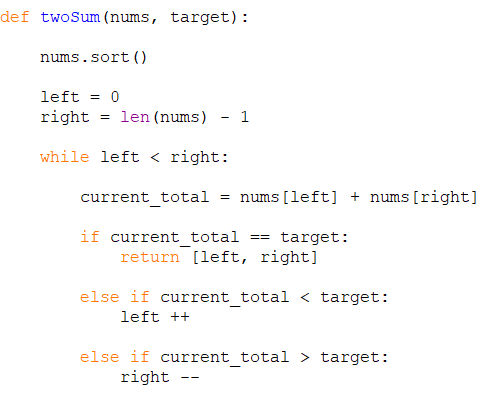 def twoSum(nums, target):
    nums.sort()
    left = 0
    right = len(nums) - 1
    while left < right:
        current_total = nums[left] + nums[right]
        if current_total == target:
            return [left, right]
        else if current_total < target:
            left ++
        else if current_total > target:
            right --